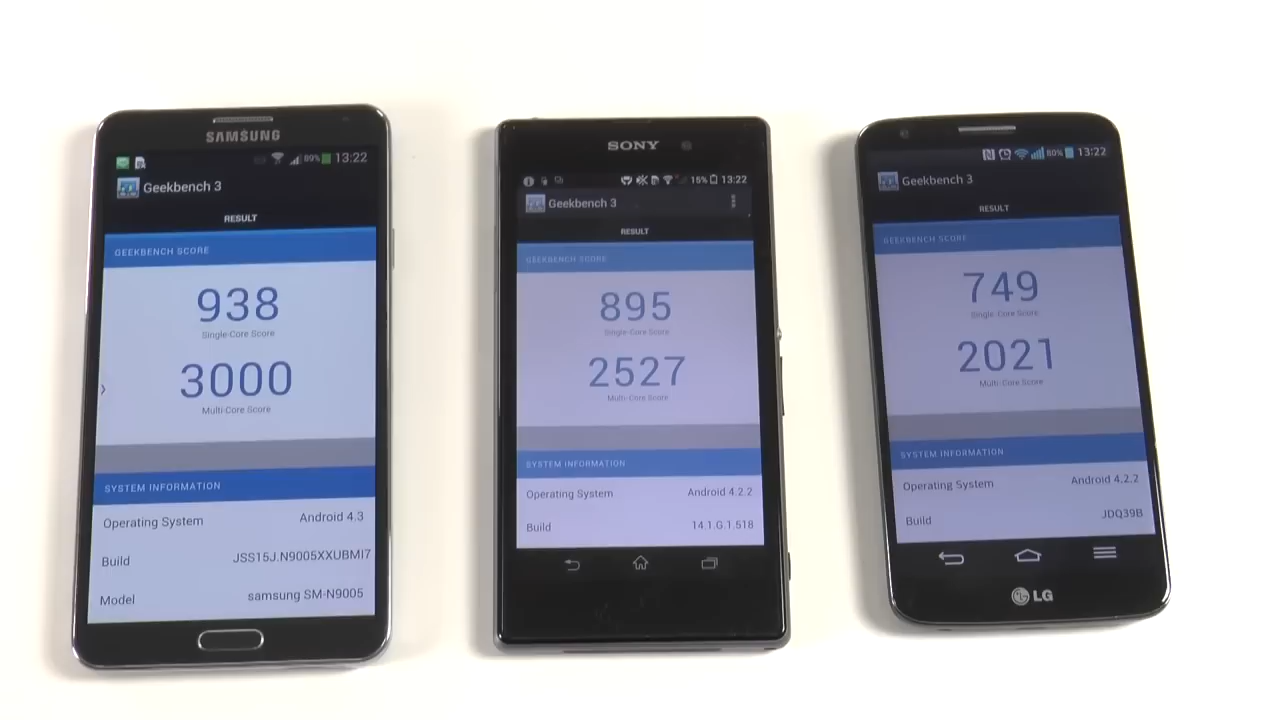 SAMSUNG
89% 13:22
Geekbench 3
RESULT
GEEKBENCH SCORE
938
Single-Core Score
3000
Multi-Core Score
SYSTEM INFORMATION
Operating System Android 4.3
Build JSS15J.N9005XXUBMI7
Model samsung SM-N9005
SONY
15% 13:22
Geekbench 3
RESULT
GEEKBENCH SCORE
895
Single-Core Score
2527
Multi-Core Score
SYSTEM INFORMATION
Operating System Android 4.2.2
Build 14.1.G.1.518
80% 13:22
Geekbench 3
RESULT
GEEKBENCH SCORE
749
Single-Core Score
2021
Multi-Core Score
SYSTEM INFORMATION
Operating System Android 4.2.2
Build JDQ39B
LG